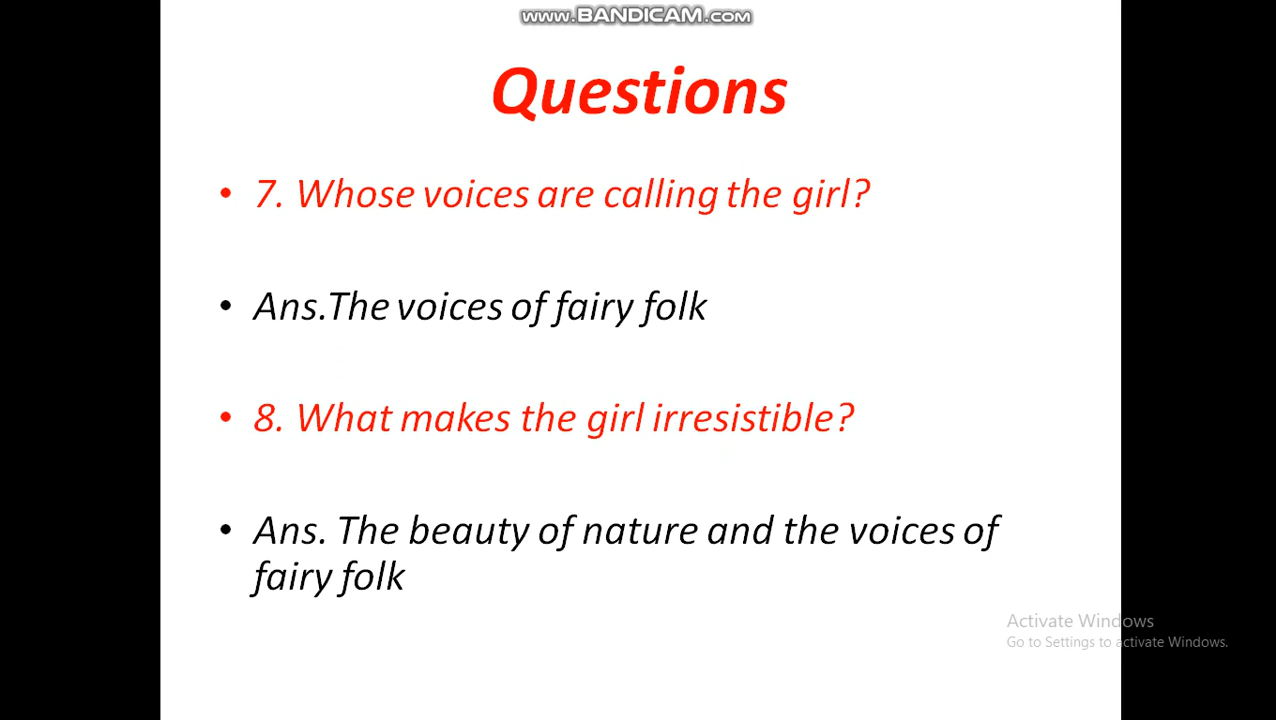 www.BANDICAM.com
Questions
• 7. Whose voices are calling the girl?
• Ans.The voices of fairy folk
• 8. What makes the girl irresistible?
• Ans. The beauty of nature and the voices of
fairy folk
Activate Windows
Go to Settings to activate Windows.